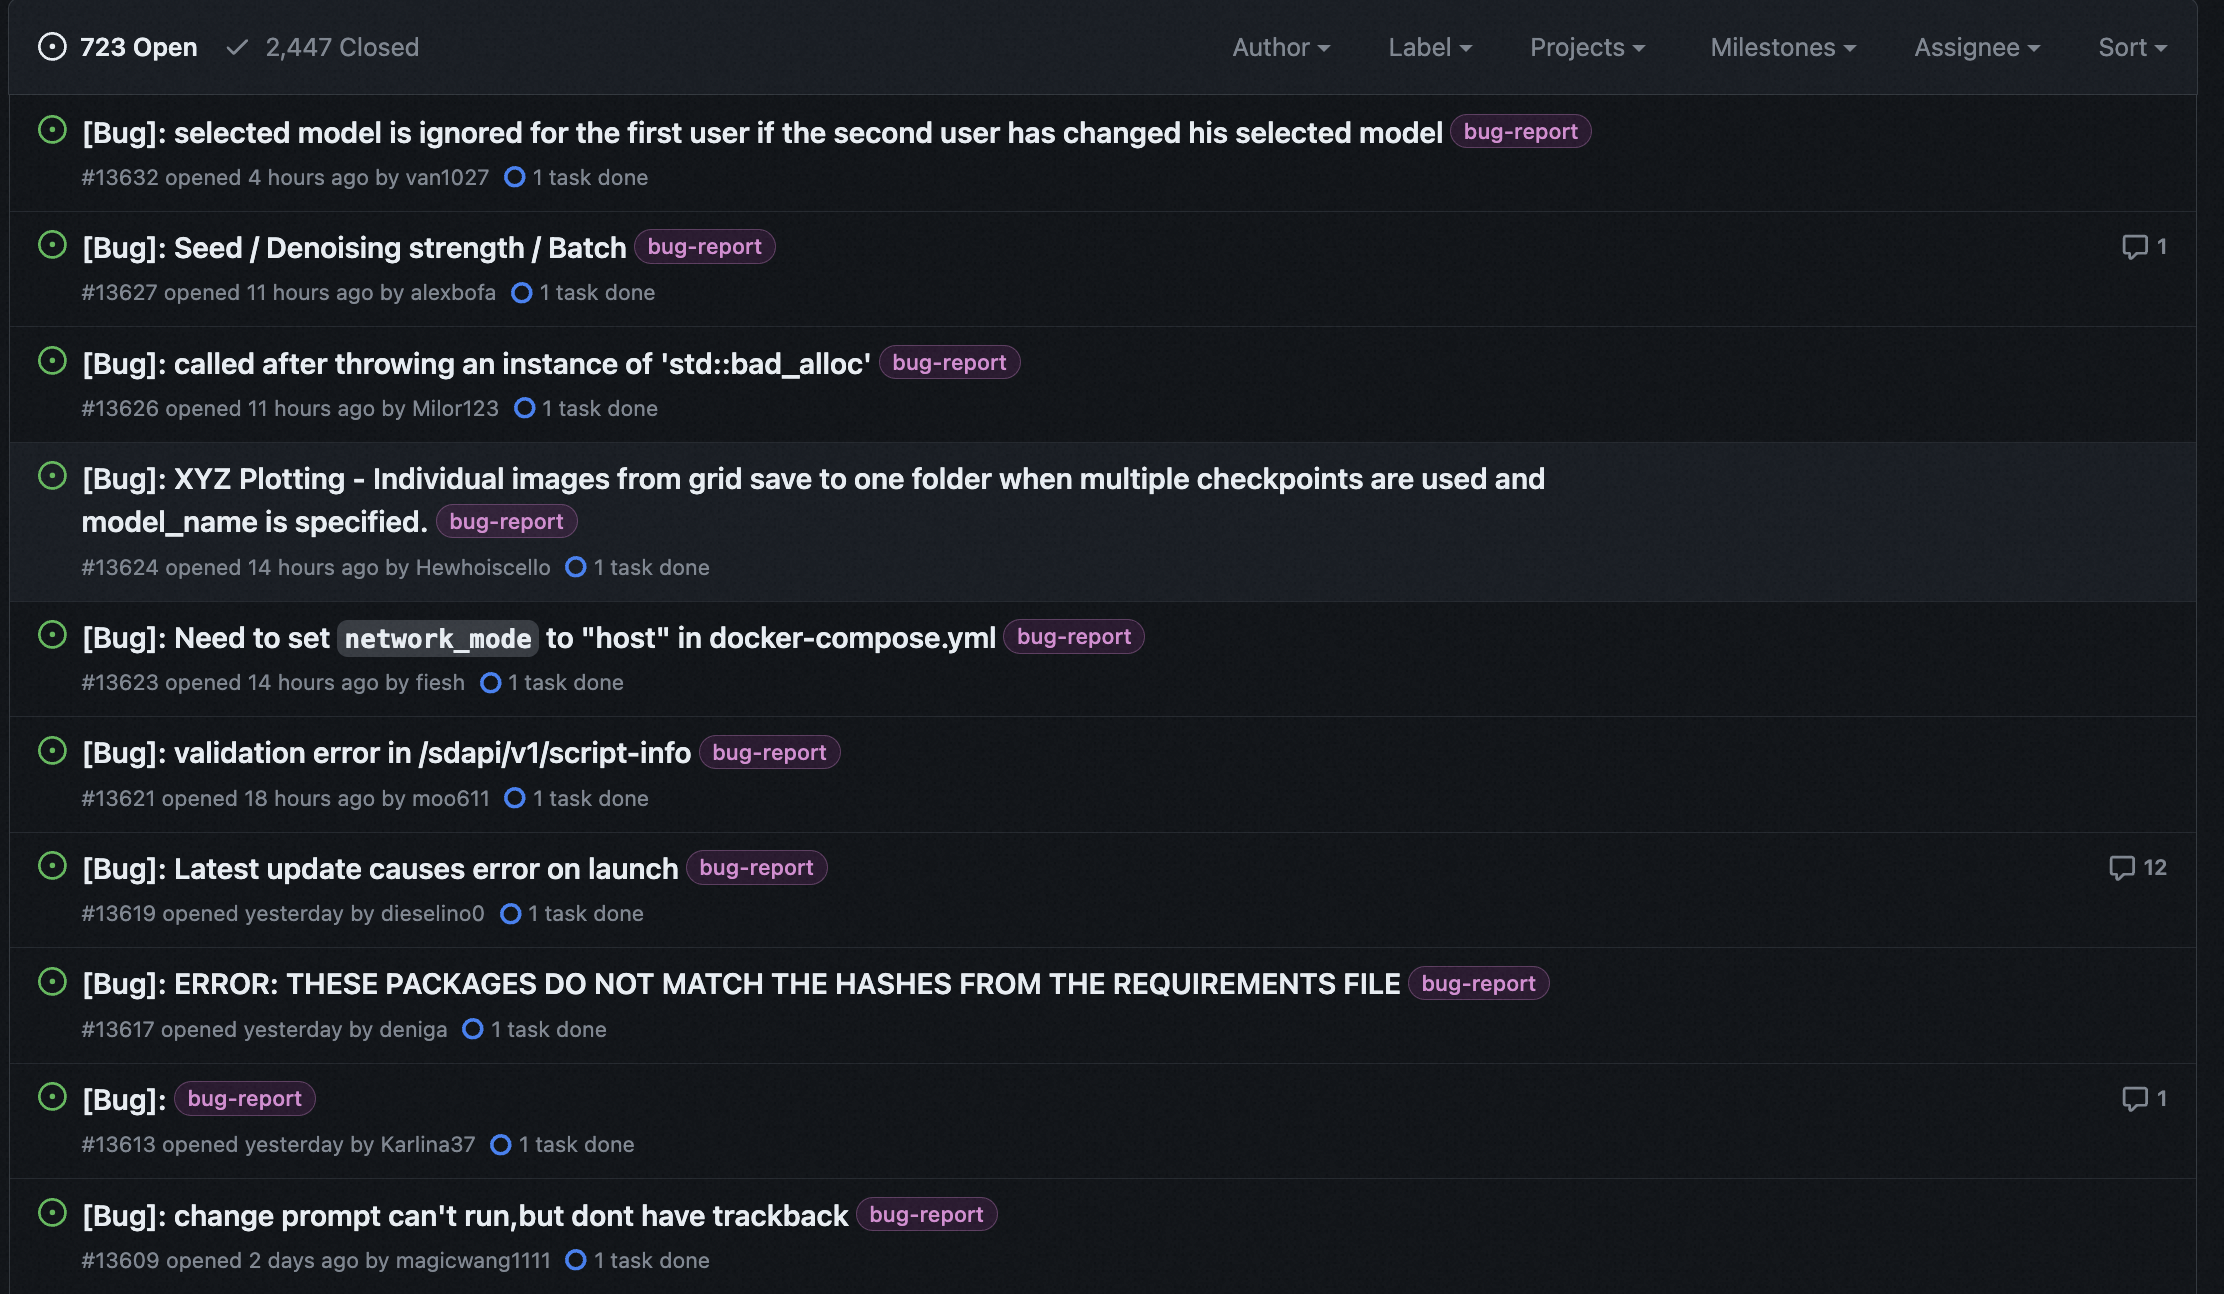 723 Open 2,447 Closed Author Label Projects Milestones Assignee Sort
[Bug]: selected model is ignored for the first user if the second user has changed his selected model bug-report
#13632 opened 4 hours ago by van1027 1 task done
[Bug]: Seed / Denoising strength / Batch bug-report 1
#13627 opened 11 hours ago by alexbofa 1 task done
[Bug]: called after throwing an instance of 'std::bad_alloc' bug-report
#13626 opened 11 hours ago by Milor123 1 task done
[Bug]: XYZ Plotting - Individual images from grid save to one folder when multiple checkpoints are used and
model_name is specified. bug-report
#13624 opened 14 hours ago by Hewhoiscello 1 task done
[Bug]: Need to set network_mode to "host" in docker-compose.yml bug-report
#13623 opened 14 hours ago by fiesh 1 task done
[Bug]: validation error in /sdapi/v1/script-info bug-report
#13621 opened 18 hours ago by moo611 1 task done
[Bug]: Latest update causes error on launch bug-report 12
#13619 opened yesterday by dieselino0 1 task done
[Bug]: ERROR: THESE PACKAGES DO NOT MATCH THE HASHES FROM THE REQUIREMENTS FILE bug-report
#13617 opened yesterday by deniga 1 task done
[Bug]: bug-report 1
#13613 opened yesterday by Karlina37 1 task done
[Bug]: change prompt can't run,but dont have trackback bug-report
#13609 opened 2 days ago by magicwang1111 1 task done